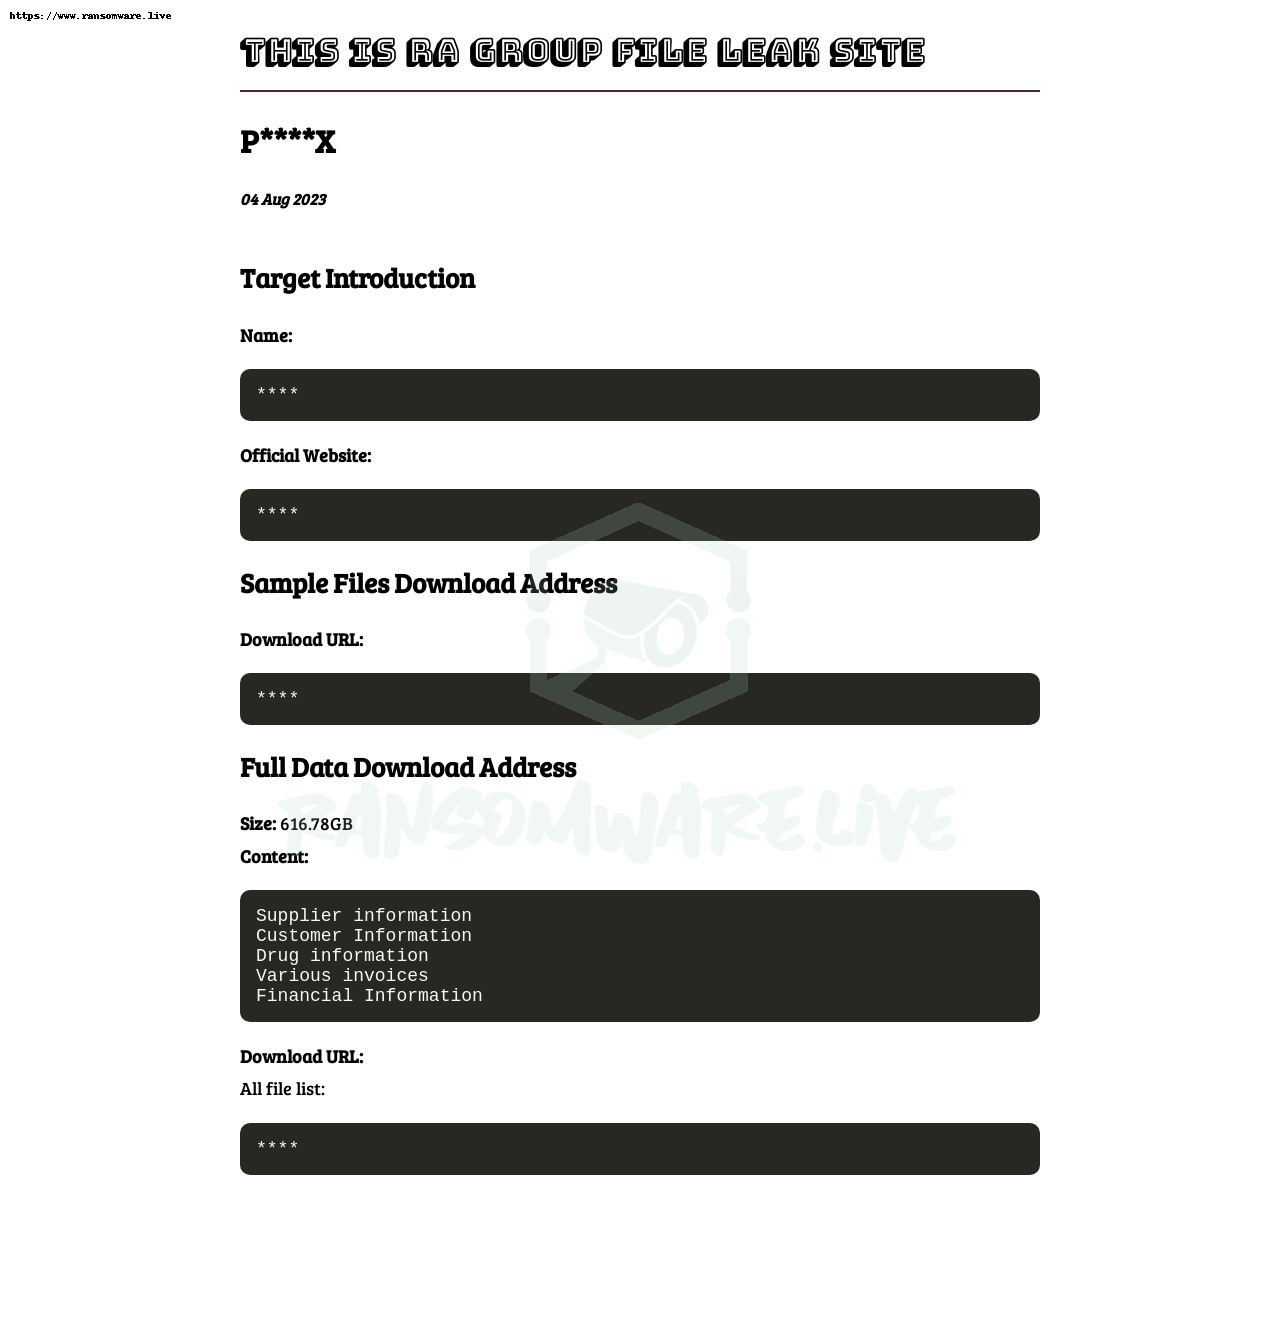 https://www.ransomware.live
THIS IS RA GROUP FILE LEAK SITE
P****X
04 Aug 2023
Target Introduction
Name:
****
Official Website:
****
Sample Files Download Address
Download URL:
****
Full Data Download Address
RANSOMWARE.LIVE
Size: 616.78GB
Content:
Supplier information
Customer Information
Drug information
Various invoices
Financial Information
Download URL:
All file list:
****